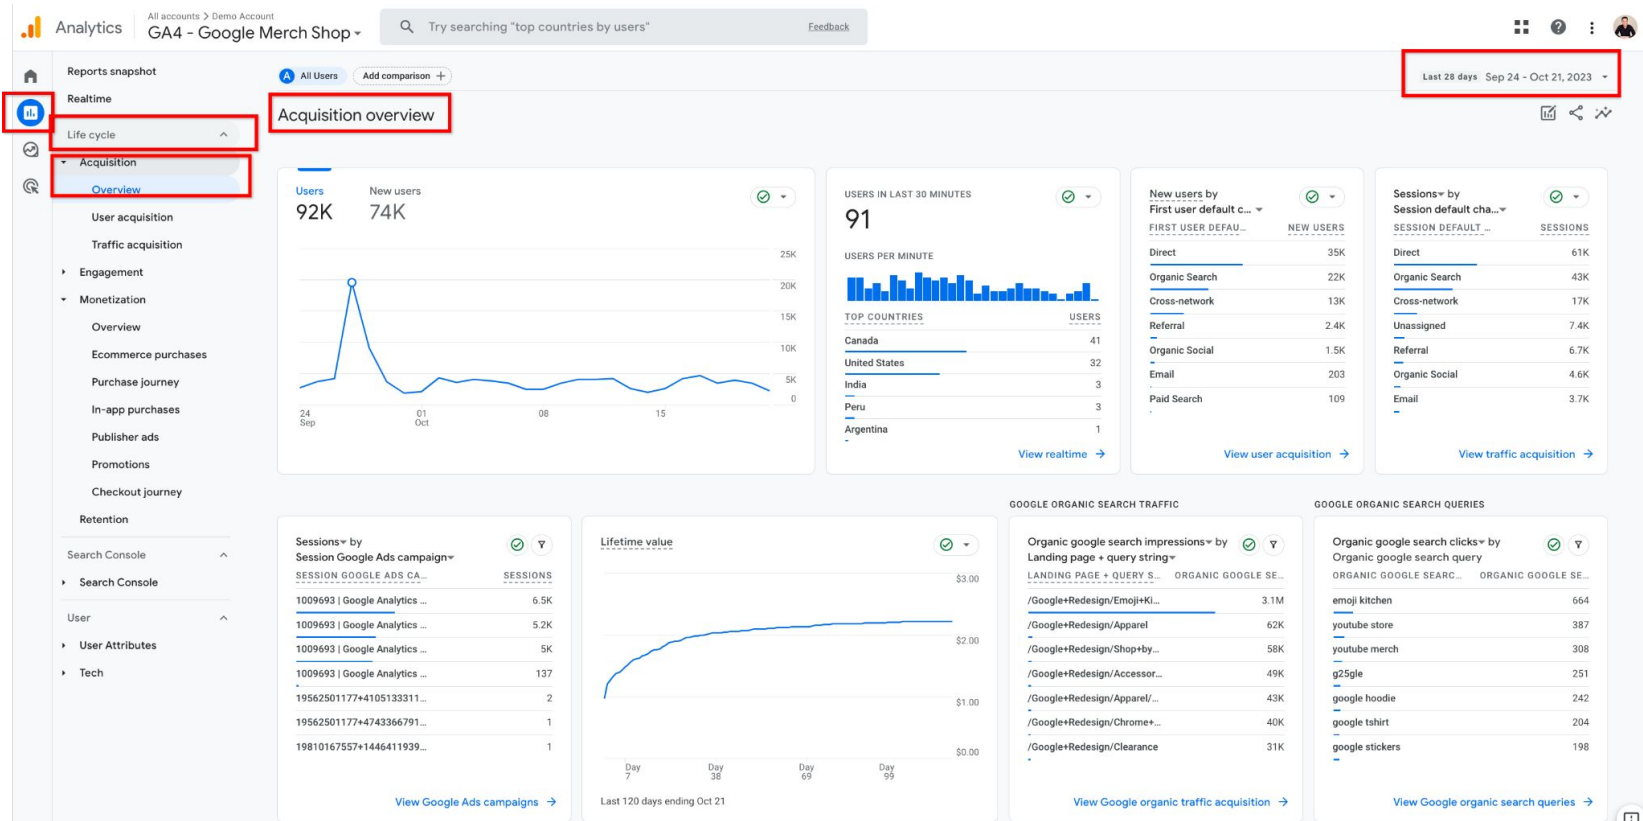 Analytics
All accounts > Demo Account
GA4 - Google Merch Shop
Try searching "top countries by users"
Feedback
Reports snapshot
Realtime
Life cycle
Acquisition
Overview
User acquisition
Traffic acquisition
Engagement
Monetization
Overview
Ecommerce purchases
Purchase journey
In-app purchases
Publisher ads
Promotions
Checkout journey
Retention
Search Console
Search Console
User
User Attributes
Tech
A All Users
Add comparison +
Last 28 days Sep 24 - Oct 21, 2023
Acquisition overview
Users
92K
New users
74K
25K
20K
15K
10K
5K
0
24
Sep
01
Oct
08
15
USERS IN LAST 30 MINUTES
91
USERS PER MINUTE
TOP COUNTRIES USERS
Canada 41
United States 32
India 3
Peru 3
Argentina 1
View realtime
New users by
First user default c...
FIRST USER DEFAU... NEW USERS
Direct 35K
Organic Search 22K
Cross-network 13K
Referral 2.4K
Organic Social 1.5K
Email 203
Paid Search 109
View user acquisition
Sessions by
Session default cha...
SESSION DEFAULT ... SESSIONS
Direct 61K
Organic Search 43K
Cross-network 17K
Unassigned 7.4K
Referral 6.7K
Organic Social 4.6K
Email 3.7K
View traffic acquisition
Sessions by
Session Google Ads campaign
SESSION GOOGLE ADS CA... SESSIONS
1009693 | Google Analytics ... 6.5K
1009693 | Google Analytics ... 5.2K
1009693 | Google Analytics ... 5K
1009693 | Google Analytics ... 137
19562501177+4105133311... 2
19562501177+4743366791... 1
19810167557+1446411939... 1
View Google Ads campaigns
Lifetime value
$3.00
$2.00
$1.00
$0.00
Day
7
Day
38
Day
69
Day
99
Last 120 days ending Oct 21
GOOGLE ORGANIC SEARCH TRAFFIC
Organic google search impressions by
Landing page + query string
LANDING PAGE + QUERY S... ORGANIC GOOGLE SE...
/Google+Redesign/Emoji+Ki... 3.1M
/Google+Redesign/Apparel 62K
/Google+Redesign/Shop+by... 58K
/Google+Redesign/Accessor... 49K
/Google+Redesign/Apparel/... 43K
/Google+Redesign/Chrome+... 40K
/Google+Redesign/Clearance 31K
View Google organic traffic acquisition
GOOGLE ORGANIC SEARCH QUERIES
Organic google search clicks by
Organic google search query
ORGANIC GOOGLE SEARC... ORGANIC GOOGLE SE...
emoji kitchen 664
youtube store 387
youtube merch 308
g25gle 251
google hoodie 242
google tshirt 204
google stickers 198
View Google organic search queries